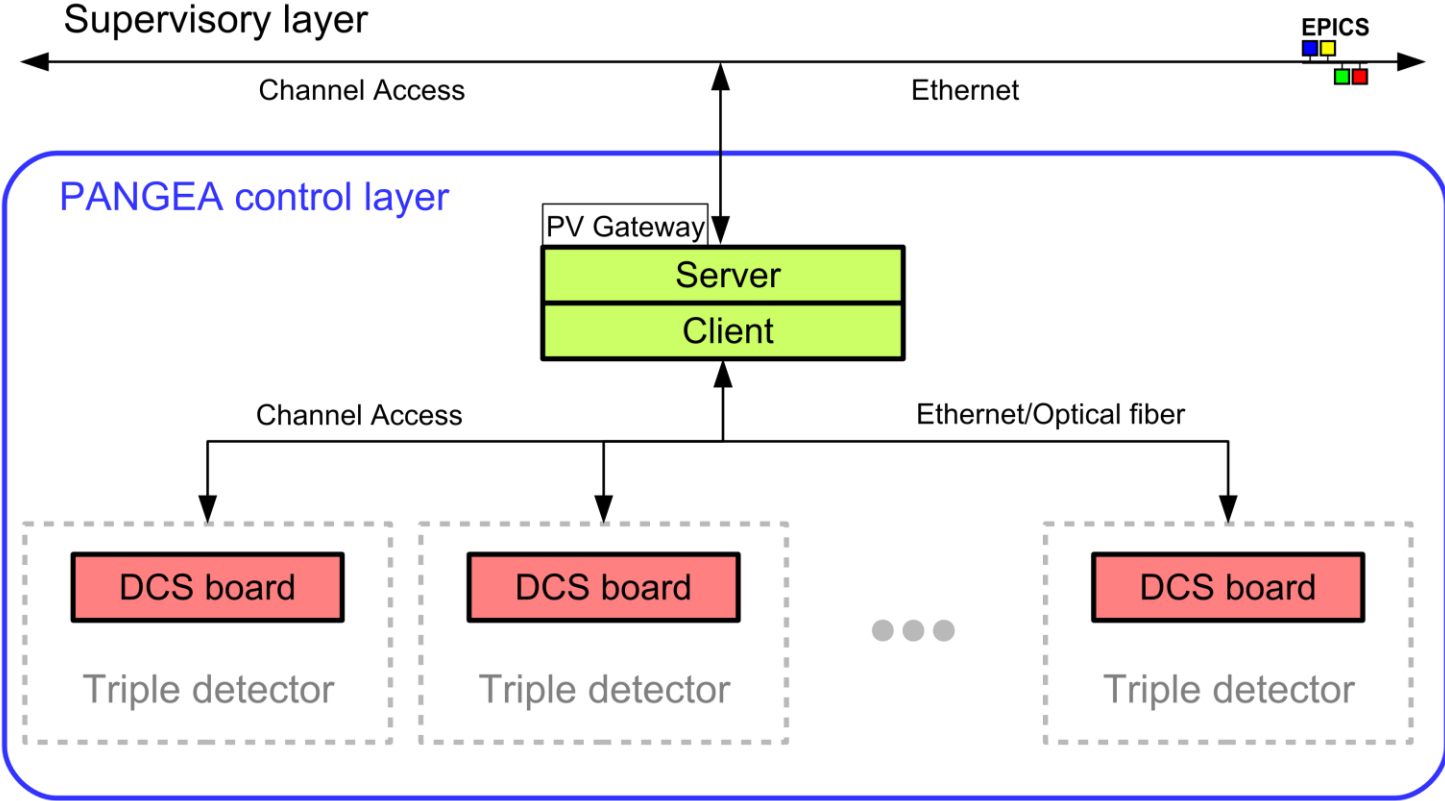 Supervisory layer
EPICS
Channel Access
Ethernet
PANGEA control layer
PV Gateway
Server
Client
Channel Access
Ethernet/Optical fiber
DCS board
DCS board
DCS board
Triple detector
Triple detector
Triple detector